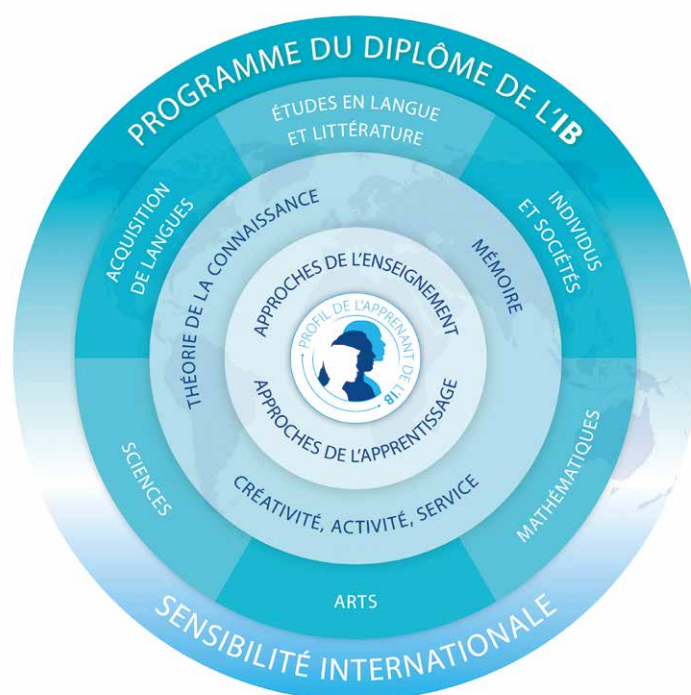 PROGRAMME DU DIPLÔME DE L'IB
ÉTUDES EN LANGUE
ET LITTÉRATURE
ACQUISITION
DE LANGUES
INDIVIDUS
ET SOCIÉTÉS
THÉORIE DE LA CONNAISSANCE
MÉMOIRE
APPROCHES DE L'ENSEIGNEMENT
PROFIL DE L'APPRENANT DE L'IB
APPROCHES DE L'APPRENTISSAGE
SCIENCES
MATHÉMATIQUES
CRÉATIVITÉ, ACTIVITÉ, SERVICE
ARTS
SENSIBILITÉ INTERNATIONALE